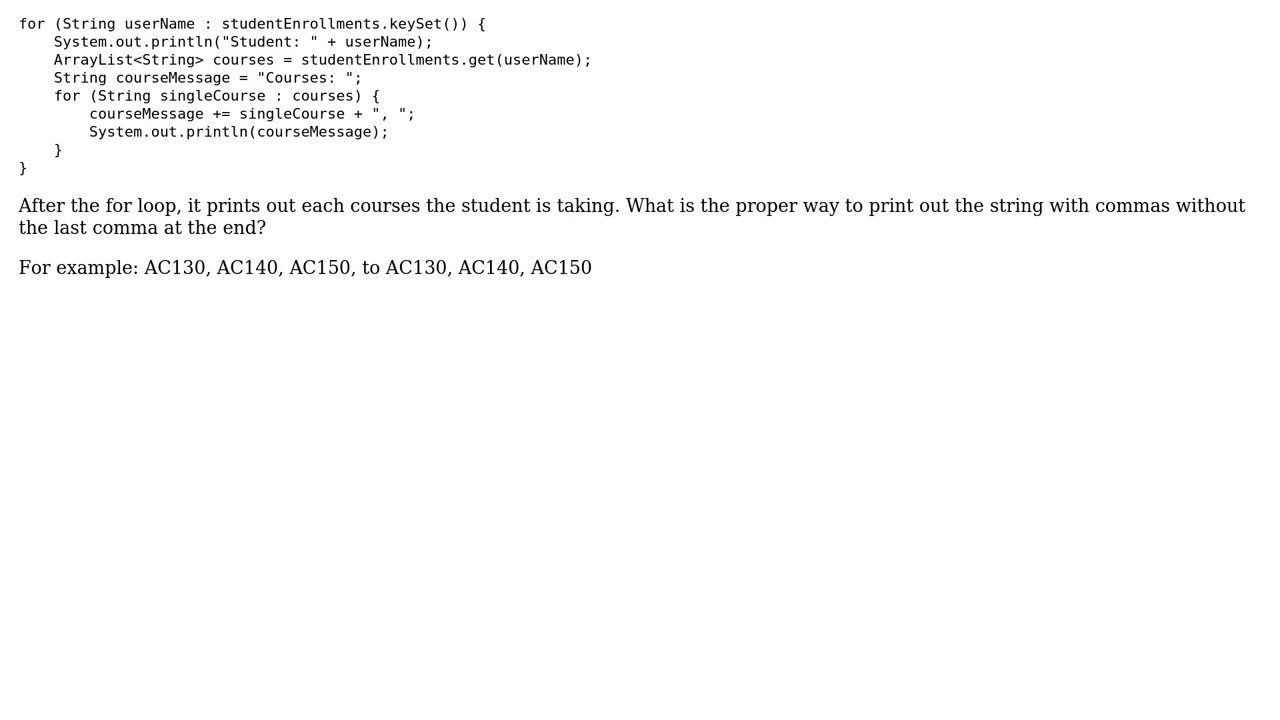 for (String userName : studentEnrollments.keySet()) {
    System.out.println("Student: " + userName);
    ArrayList<String> courses = studentEnrollments.get(userName);
    String courseMessage = "Courses: ";
    for (String singleCourse : courses) {
        courseMessage += singleCourse + ", ";
        System.out.println(courseMessage);
    }
}
After the for loop, it prints out each courses the student is taking. What is the proper way to print out the string with commas without
the last comma at the end?
For example: AC130, AC140, AC150, to AC130, AC140, AC150